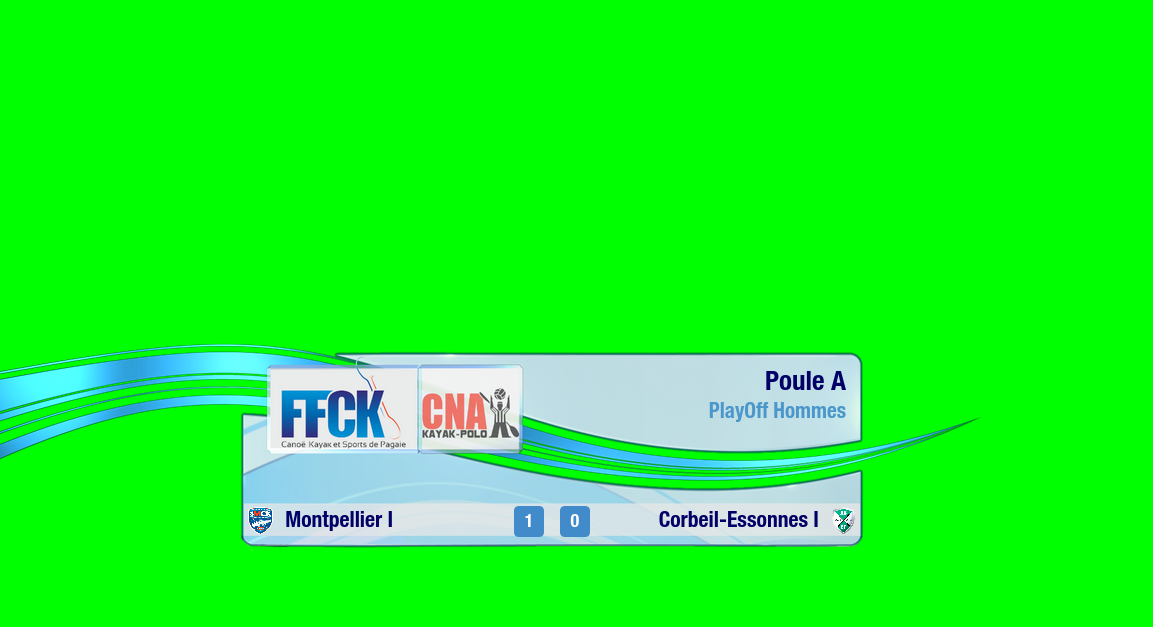 Poule A
PlayOff Hommes
FFCK
Canoë Kayak et Sports de Pagaie
CNA
KAYAK-POLO
Montpellier I 1 0 Corbeil-Essonnes I